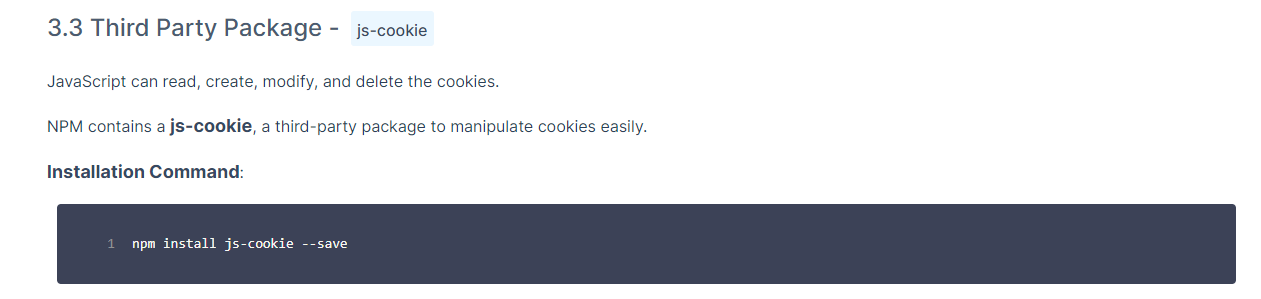 3.3 Third Party Package - js-cookie
JavaScript can read, create, modify, and delete the cookies.
NPM contains a js-cookie, a third-party package to manipulate cookies easily.
Installation Command:
1 npm install js-cookie --save